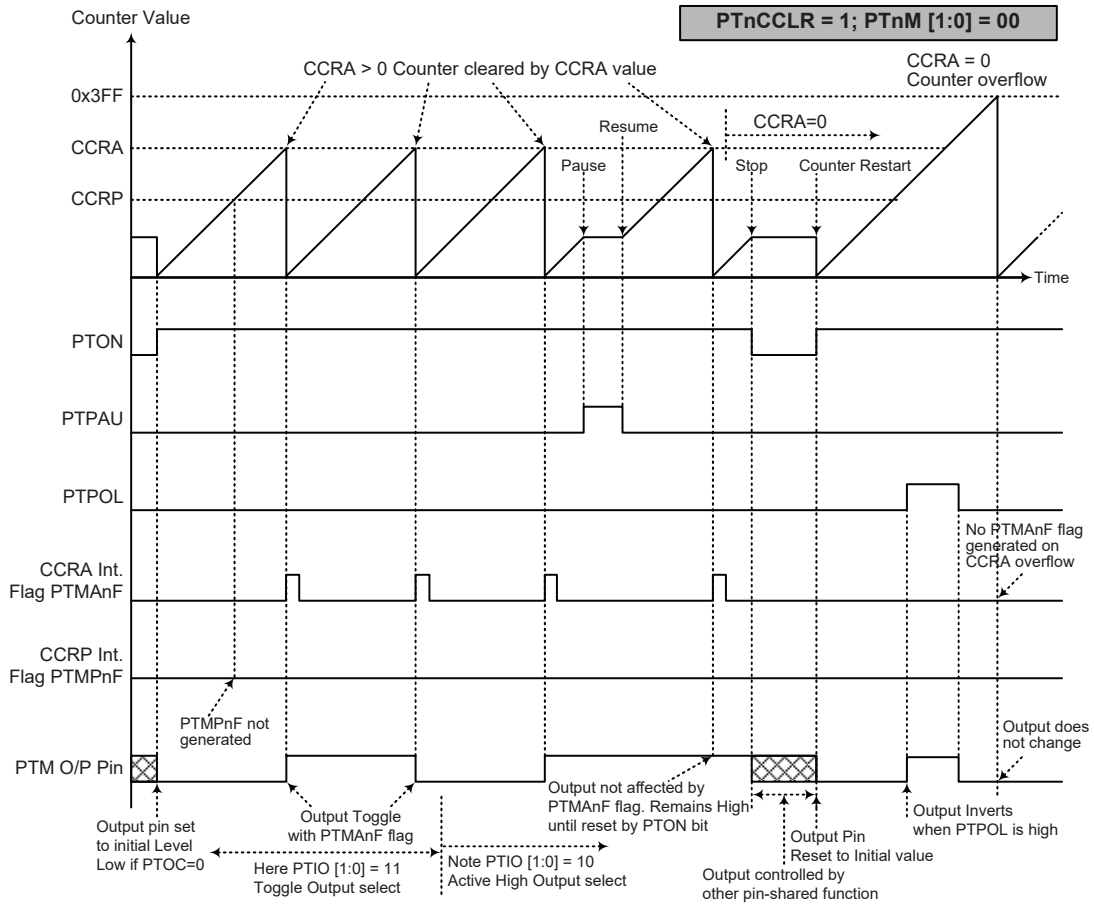 Counter Value
PTnCCLR = 1; PTnM [1:0] = 00
CCRA > 0 Counter cleared by CCRA value
CCRA = 0
Counter overflow
0x3FF
Resume
CCRA=0
CCRA
Pause
Stop
Counter Restart
CCRP
Time
PTON
PTPAU
PTPOL
No PTMAnF flag
generated on
CCRA overflow
CCRA Int.
Flag PTMAnF
CCRP Int.
Flag PTMPnF
PTMPnF not
generated
Output does
not change
PTM O/P Pin
Output not affected by
PTMAnF flag. Remains High
until reset by PTON bit
Output pin set
to initial Level
Low if PTOC=0
Output Toggle
with PTMAnF flag
Output Inverts
when PTPOL is high
Output Pin
Reset to Initial value
Here PTIO [1:0] = 11
Toggle Output select
Note PTIO [1:0] = 10
Active High Output select
Output controlled by
other pin-shared function